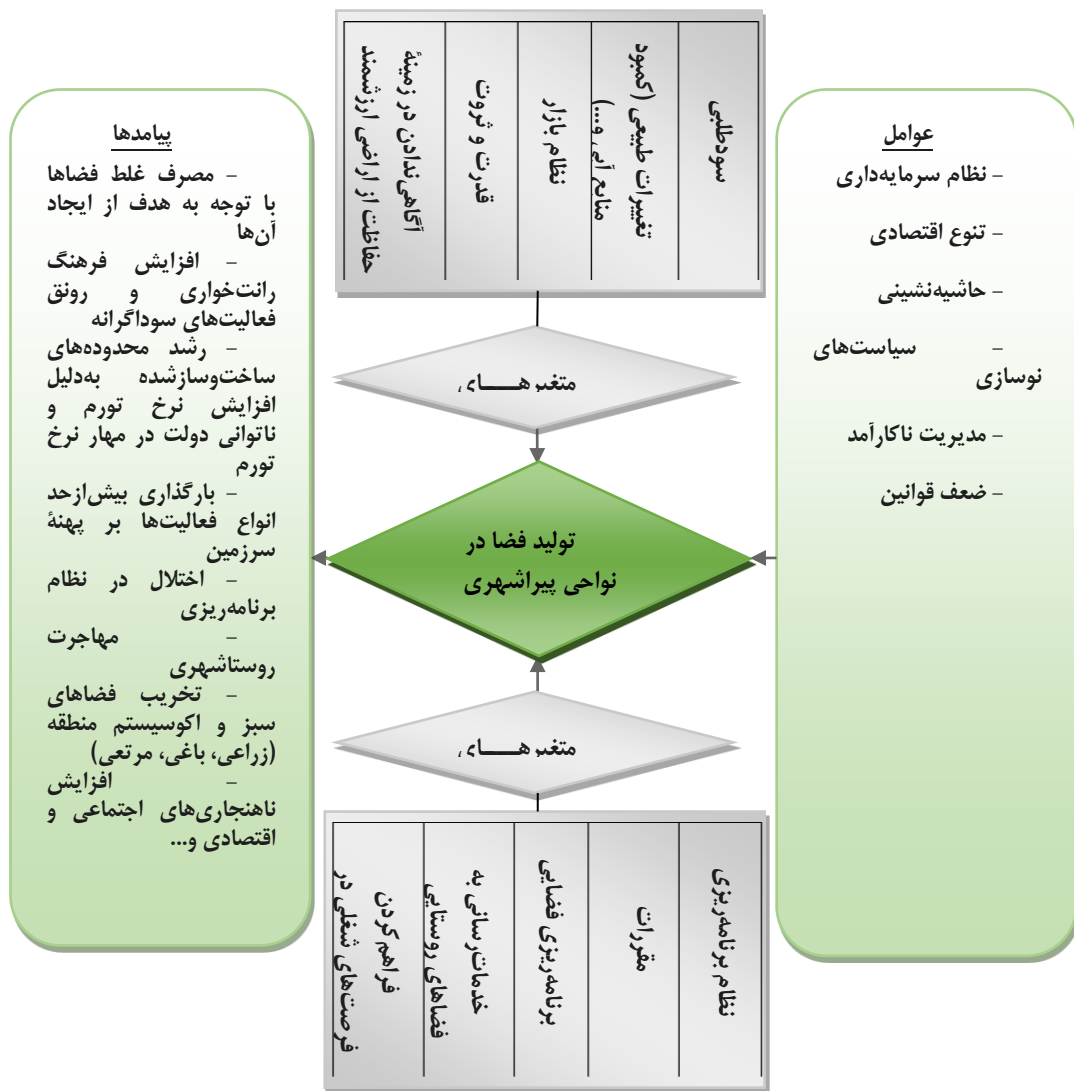 عوامل
- نظام سرمایه‌داری
- تنوع اقتصادی
- حاشیه‌نشینی
- سیاست‌های
نوسازی
- مدیریت ناکارآمد
- ضعف قوانین
سودطلبی
تغییرات طبیعی (کمبود
منابع آبی و...)
نظام بازار
قدرت و ثروت
آگاهی‌ندادن در زمینۀ
حفاظت از اراضی ارزشمند
متغیرهــــای
تولید فضا در
نواحی پیراشهری
متغیرهــــای
نظام برنامه‌ریزی
مقررات
برنامه‌ریزی فضایی
خدمات‌رسانی به
فضاهای روستایی
فراهم‌کردن
فرصت‌های شغلی در
پیامدها
- مصرف غلط فضاها
با توجه به هدف از ایجاد
آن‌ها
- افزایش فرهنگ
رانت‌خواری و رونق
فعالیت‌های سوداگرانه
- رشد محدوده‌های
ساخت‌وسازشده به‌دلیل
افزایش نرخ تورم و
ناتوانی دولت در مهار نرخ
تورم
- بارگذاری بیش‌ازحد
انواع فعالیت‌ها بر پهنۀ
سرزمین
- اختلال در نظام
برنامه‌ریزی
- مهاجرت
روستاشهری
- تخریب فضاهای
سبز و اکوسیستم منطقه
(زراعی، باغی، مرتعی)
- افزایش
ناهنجاری‌های اجتماعی و
اقتصادی و...